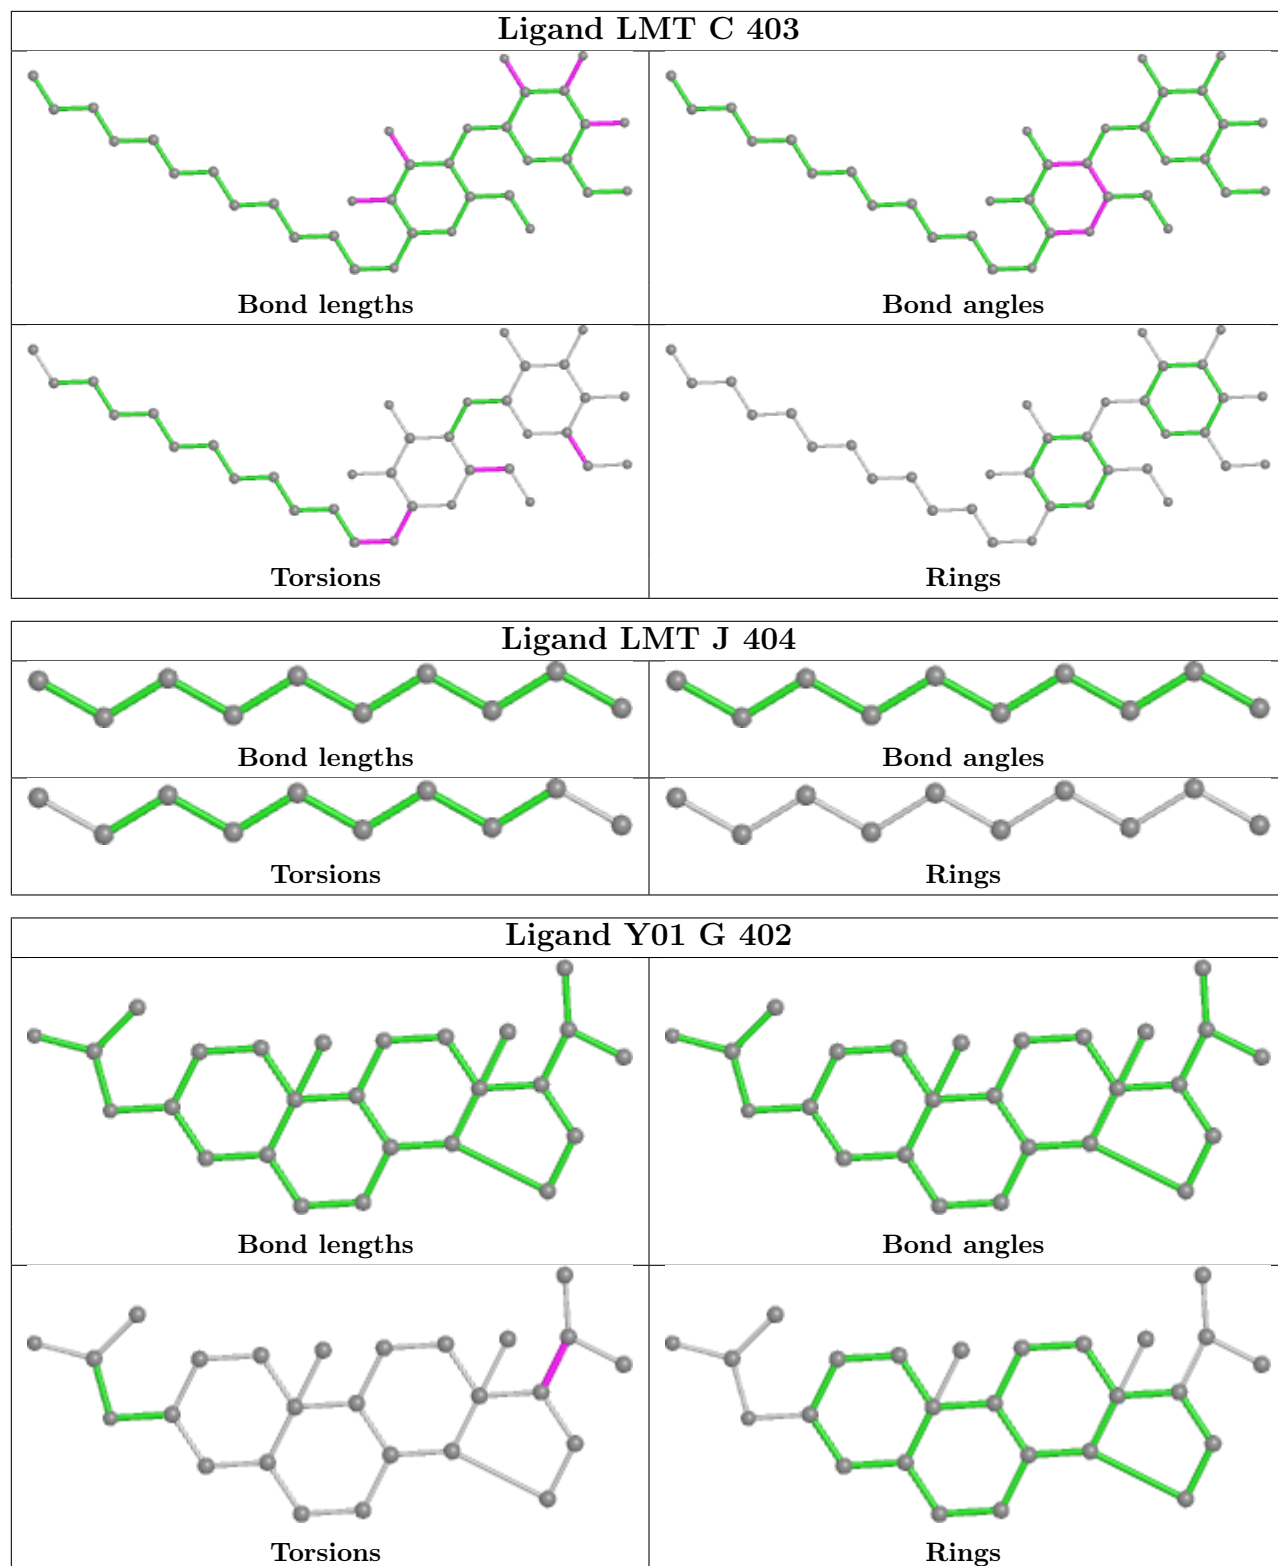 Ligand LMT C 403
Bond lengths
Bond angles
Torsions
Rings
Ligand LMT J 404
Bond lengths
Bond angles
Torsions
Rings
Ligand Y01 G 402
Bond lengths
Bond angles
Torsions
Rings